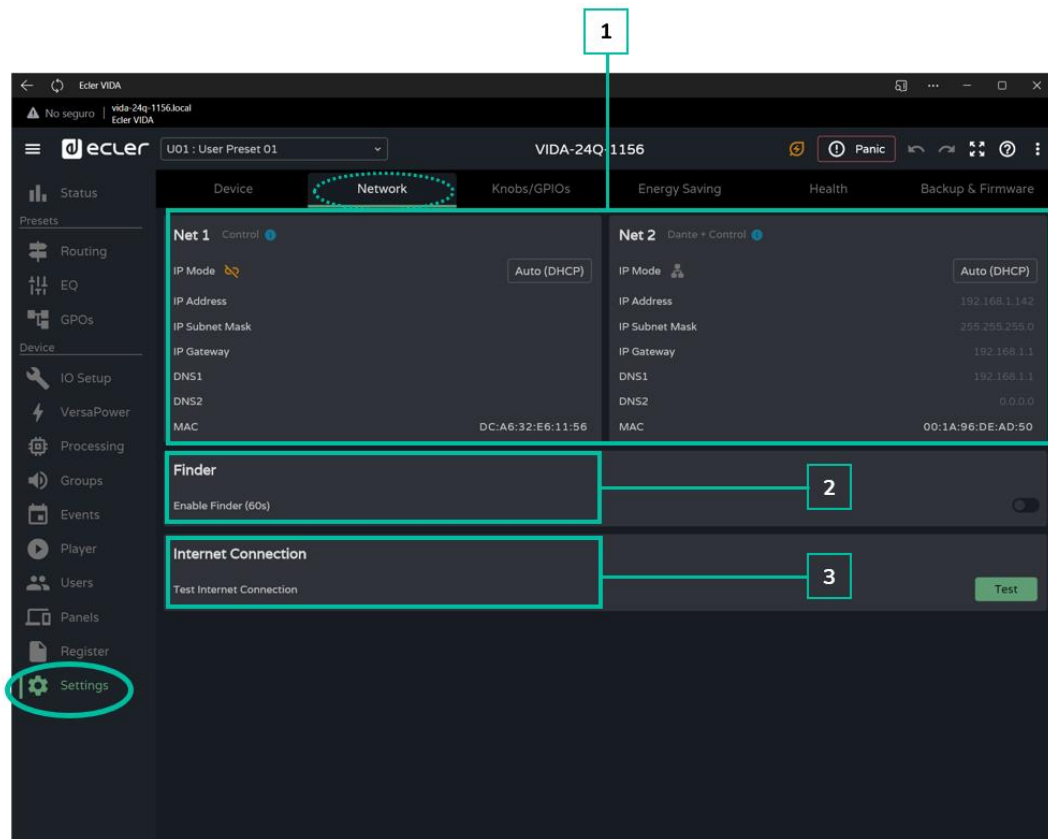 1
Ecler VIDA
No seguro | vida-24q-1156.local
Ecler VIDA
ecler
U01 : User Preset 01
VIDA-24Q-1156
Panic
Status
Presets
Routing
EQ
GPOs
Device
IO Setup
VersaPower
Processing
Groups
Events
Player
Users
Panels
Register
Settings
Device Network Knobs/GPIOs Energy Saving Health Backup & Firmware
Net 1 Control
IP Mode Auto (DHCP)
IP Address
IP Subnet Mask
IP Gateway
DNS1
DNS2
MAC DC:A6:32:E6:11:56
Net 2 Dante + Control
IP Mode Auto (DHCP)
IP Address 192.168.1.142
IP Subnet Mask 255.255.255.0
IP Gateway 192.168.1.1
DNS1 192.168.1.1
DNS2 0.0.0.0
MAC 00:1A:96:DE:AD:50
Finder
Enable Finder (60s)
2
Internet Connection
Test Internet Connection
3
Test